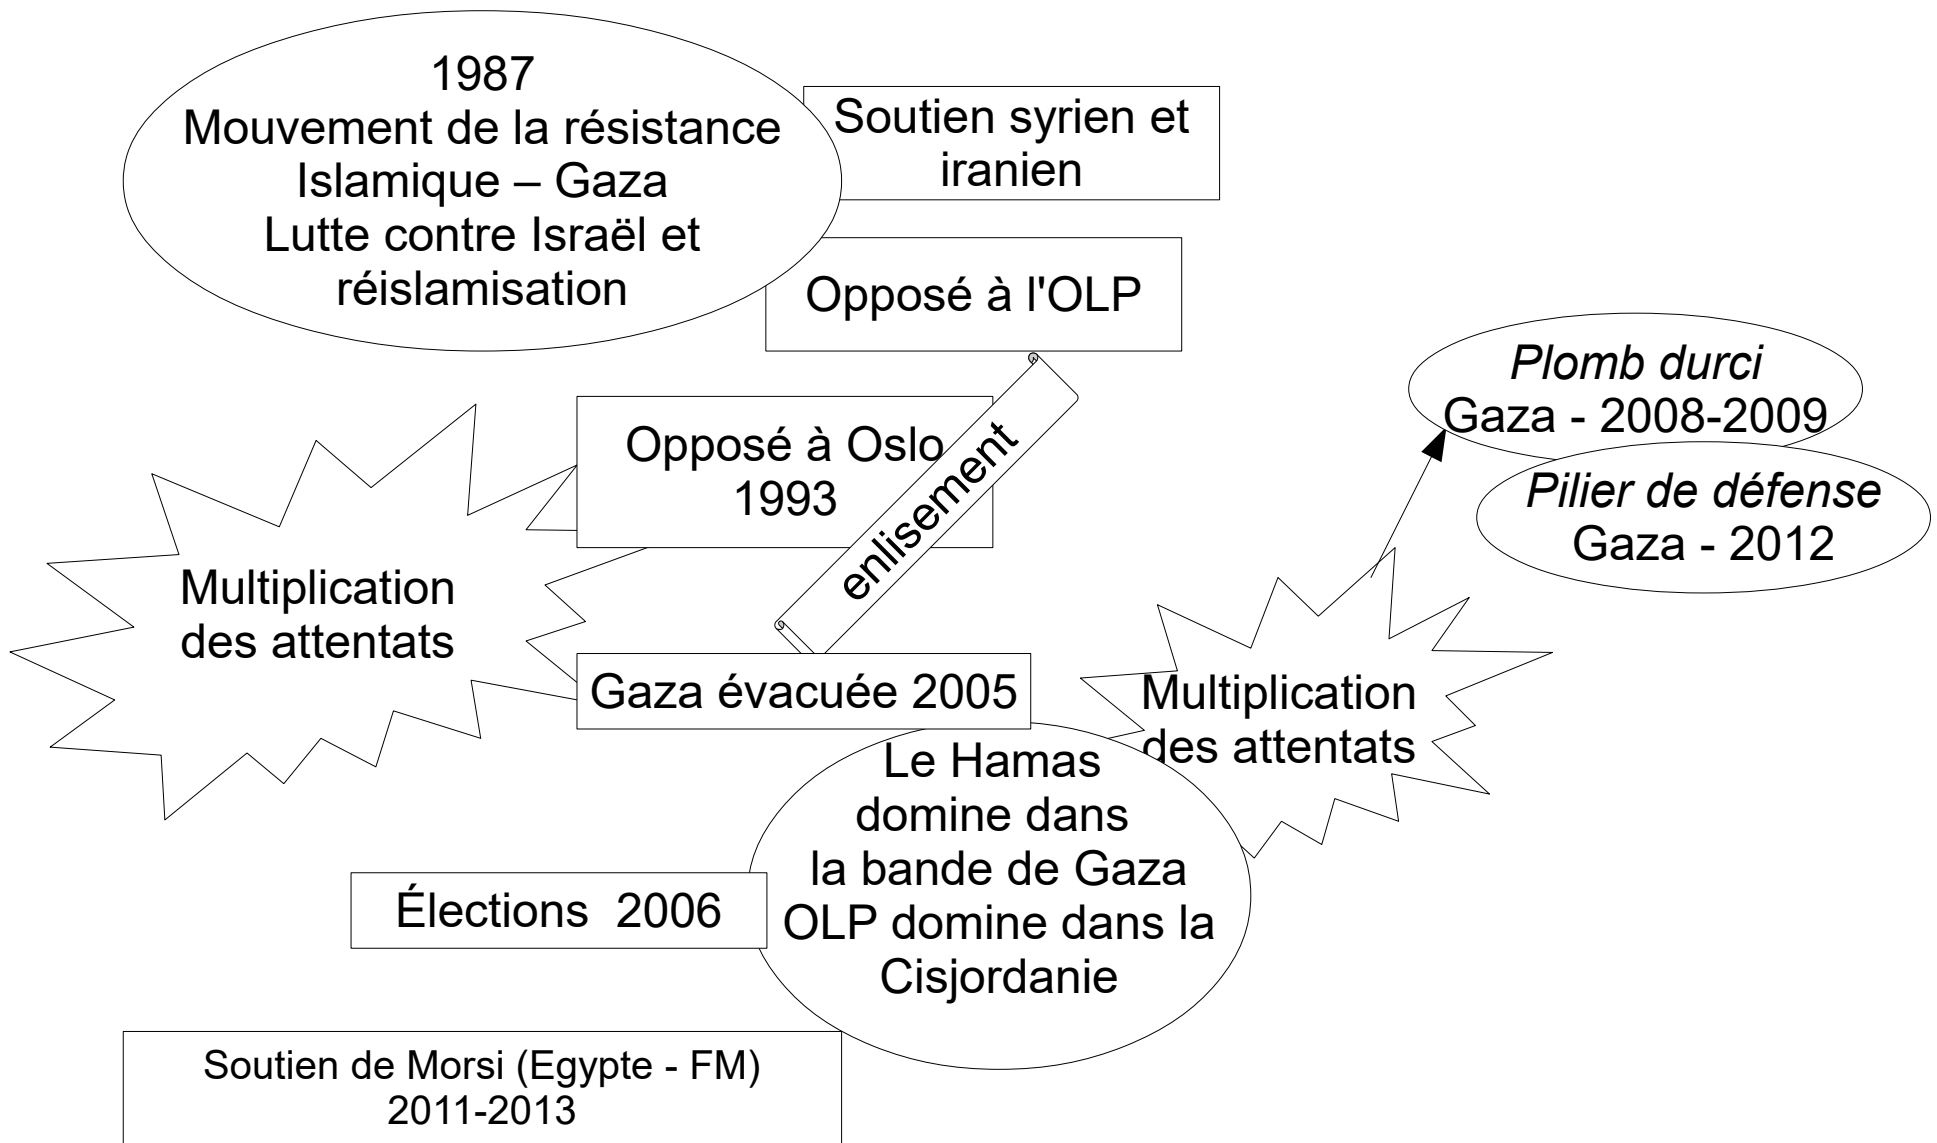 1987
Mouvement de la résistance
Islamique – Gaza
Lutte contre Israël et
réislamisation
Soutien syrien et
iranien
Opposé à l'OLP
Plomb durci
Gaza - 2008-2009
Pilier de défense
Gaza - 2012
Opposé à Oslo
1993
enlisement
Multiplication
des attentats
Gaza évacuée 2005
Multiplication
des attentats
Le Hamas
domine dans
la bande de Gaza
OLP domine dans la
Cisjordanie
Élections  2006
Soutien de Morsi (Egypte - FM)
2011-2013